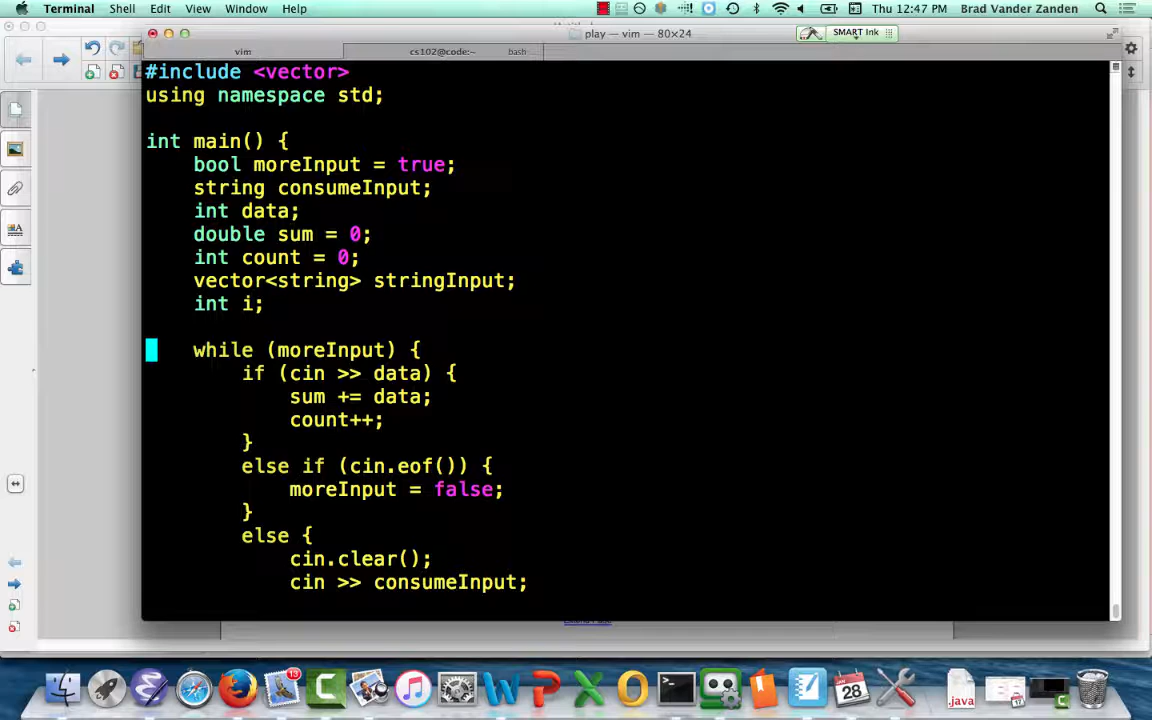 Terminal Shell Edit View Window Help Thu 12:47 PM Brad Vander Zanden
play — vim — 80×24
SMART Ink
vim cs102@code:~ bash
#include <vector>
using namespace std;
int main() {
bool moreInput = true;
string consumeInput;
int data;
double sum = 0;
int count = 0;
vector<string> stringInput;
int i;
while (moreInput) {
if (cin >> data) {
sum += data;
count++;
}
else if (cin.eof()) {
moreInput = false;
}
else {
cin.clear();
cin >> consumeInput;
13
28
.java